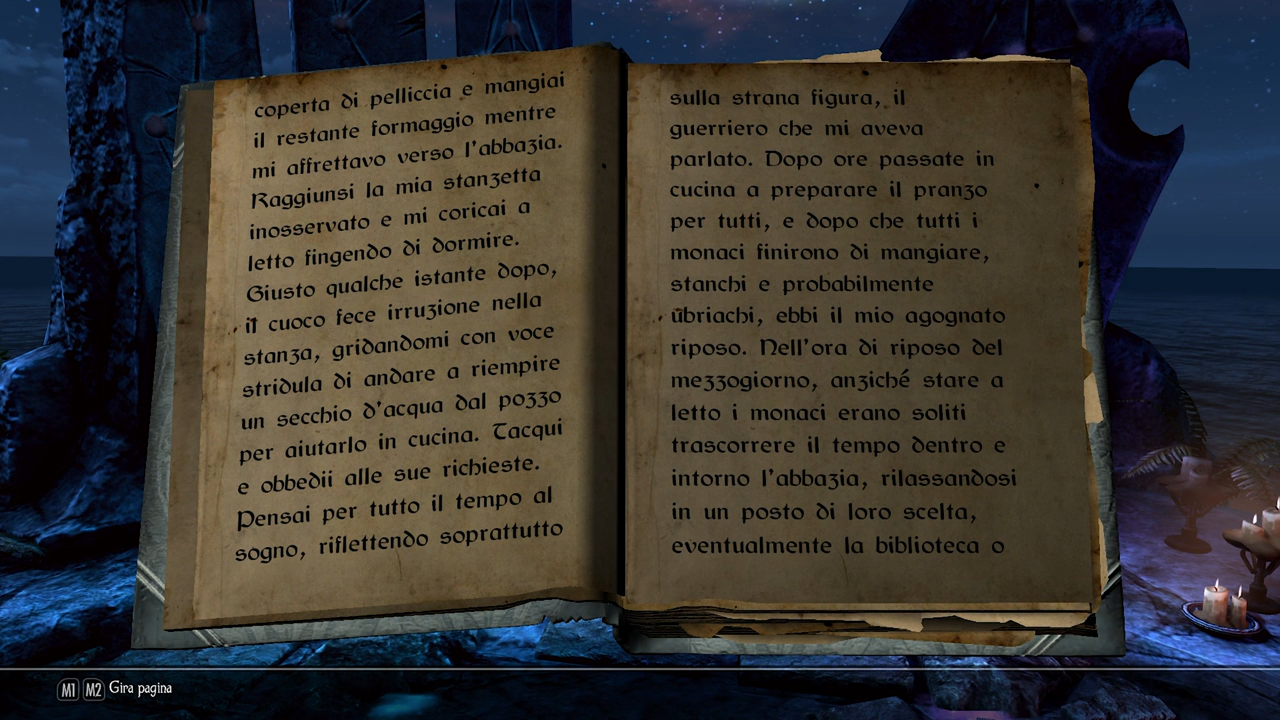 coperta di pelliccia e mangiai
il restante formaggio mentre
mi affrettavo verso l'abbazia.
Raggiunsi la mia stanzetta
inosservato e mi coricai a
letto fingendo di dormire.
Giusto qualche istante dopo,
il cuoco fece irruzione nella
stanza, gridandomi con voce
stridula di andare a riempire
un secchio d'acqua dal pozzo
per aiutarlo in cucina. Tacqui
e obbedii alle sue richieste.
Pensai per tutto il tempo al
sogno, riflettendo soprattutto
sulla strana figura, il
guerriero che mi aveva
parlato. Dopo ore passate in
cucina a preparare il pranzo
per tutti, e dopo che tutti i
monaci finirono di mangiare,
stanchi e probabilmente
ubriachi, ebbi il mio agognato
riposo. Nell'ora di riposo del
mezzogiorno, anziché stare a
letto i monaci erano soliti
trascorrere il tempo dentro e
intorno l'abbazia, rilassandosi
in un posto di loro scelta,
eventualmente la biblioteca o
M1 M2 Gira pagina